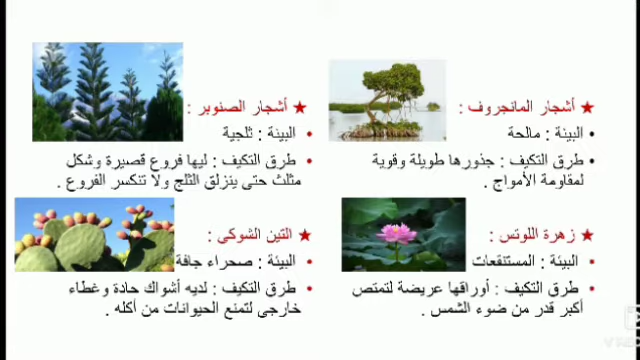 ★ أشجار المانجروف :
• البيئة : مالحة
• طرق التكيف : جذورها طويلة وقوية
لمقاومة الأمواج .
★ أشجار الصنوبر :
• البيئة : ثلجية
• طرق التكيف : ليها فروع قصيرة وشكل
مثلث حتى ينزلق الثلج ولا تنكسر الفروع .
★ زهرة اللوتس :
• البيئة : المستنقعات
• طرق التكيف : أوراقها عريضة لتمتص
أكبر قدر من ضوء الشمس .
★ التين الشوكى :
• البيئة : صحراء جافة
• طرق التكيف : لديه أشواك حادة وغطاء
خارجى لتمنع الحيوانات من أكله .